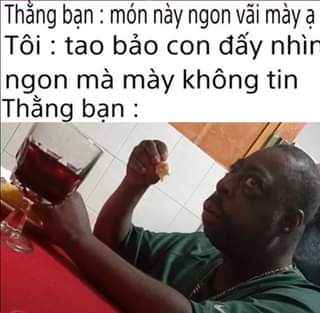 Thằng bạn : món này ngon vãi mày ạ
Tôi : tao bảo con đấy nhìn
ngon mà mày không tin
Thằng bạn :